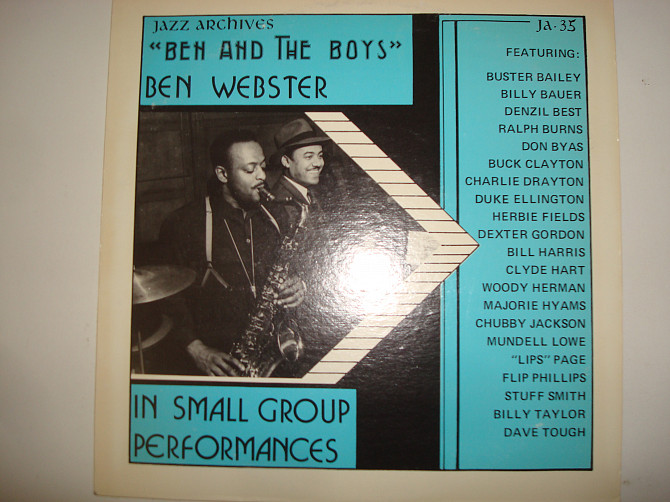 JAZZ ARCHIVES
JA-35
"BEN AND THE BOYS"
BEN WEBSTER
FEATURING:
BUSTER BAILEY
BILLY BAUER
DENZIL BEST
RALPH BURNS
DON BYAS
BUCK CLAYTON
CHARLIE DRAYTON
DUKE ELLINGTON
HERBIE FIELDS
DEXTER GORDON
BILL HARRIS
CLYDE HART
WOODY HERMAN
MAJORIE HYAMS
CHUBBY JACKSON
MUNDELL LOWE
"LIPS" PAGE
FLIP PHILLIPS
STUFF SMITH
BILLY TAYLOR
DAVE TOUGH
IN SMALL GROUP
PERFORMANCES